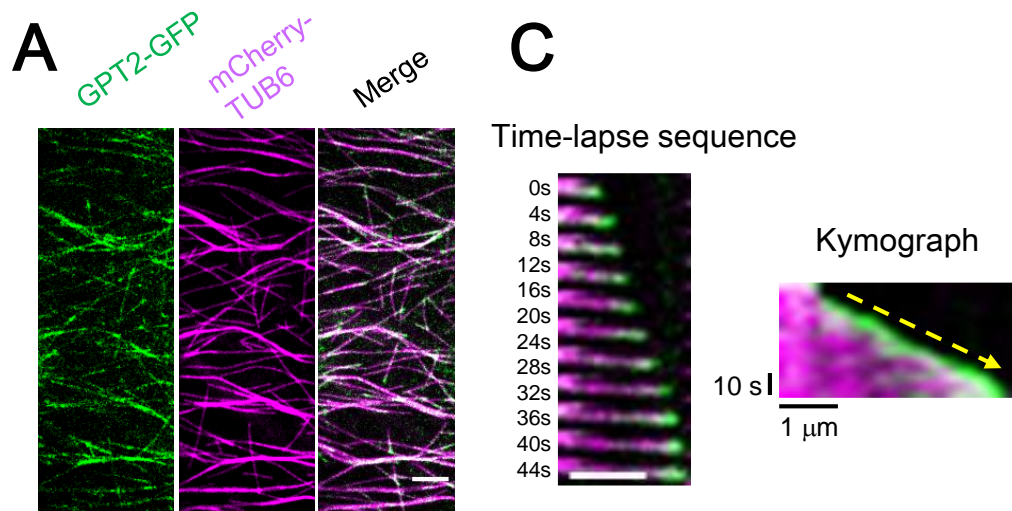 A
GPT2-GFP
mCherry-
TUB6
Merge
C
Time-lapse sequence
0s
4s
8s
12s
16s
20s
24s
28s
32s
36s
40s
44s
Kymograph
10 s
1 μm